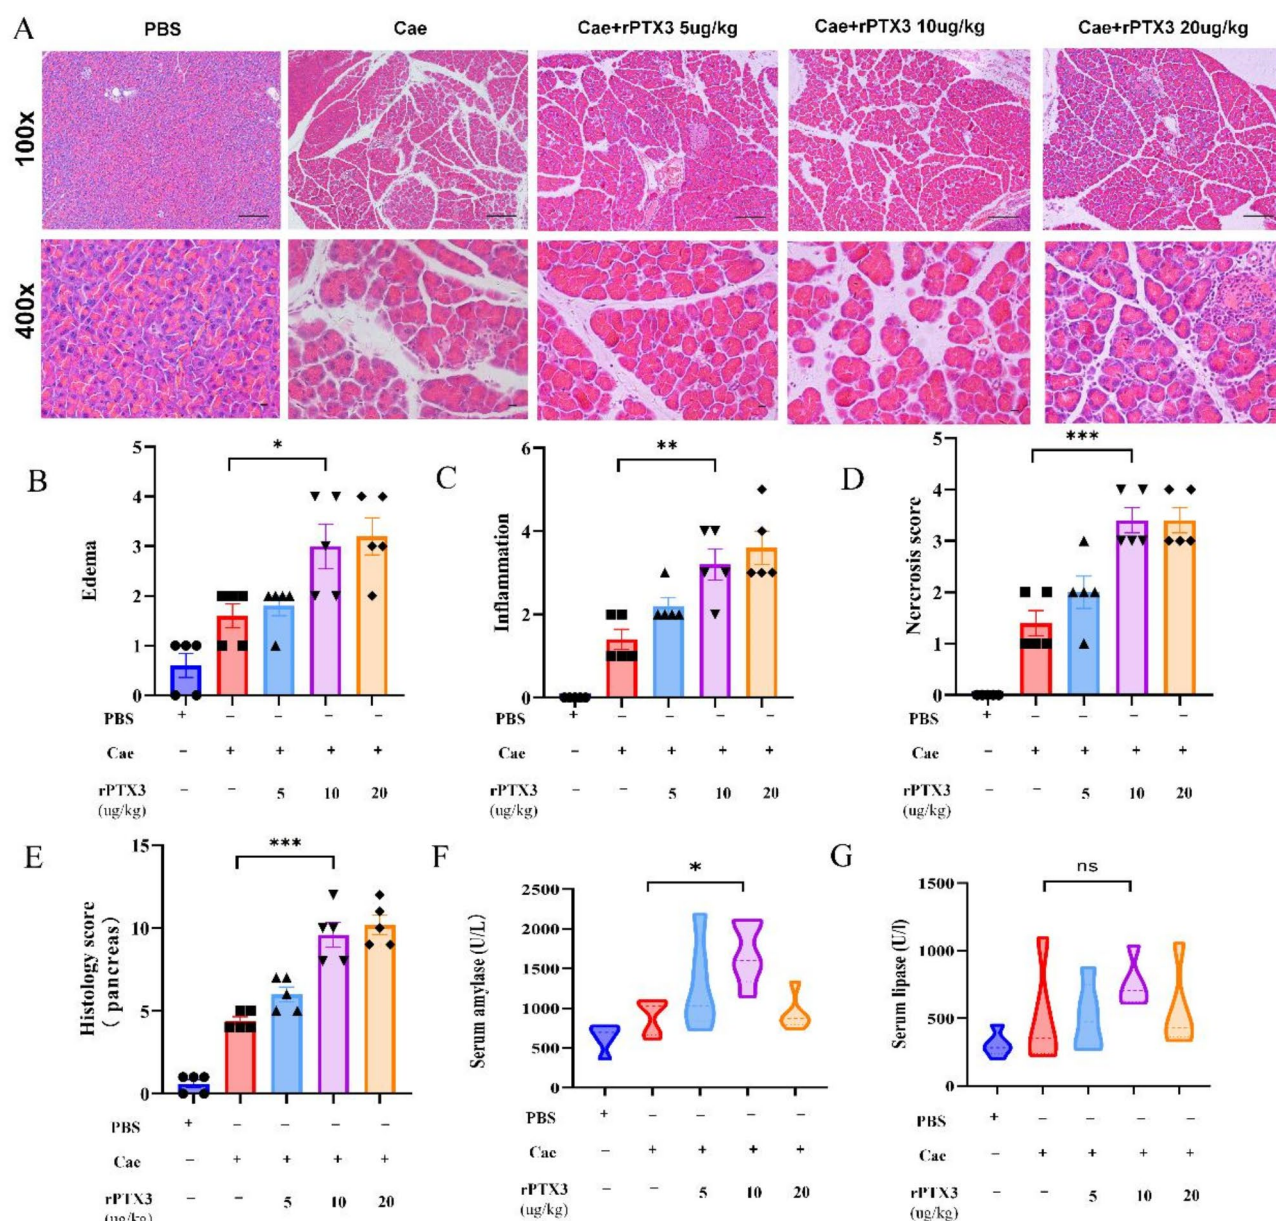 A
PBS
Cae
Cae+rPTX3 5ug/kg
Cae+rPTX3 10ug/kg
Cae+rPTX3 20ug/kg
100x
400x
B
Edema
5
4
3
2
1
0
*
PBS + – – – –
Cae – + + + +
rPTX3 – – 5 10 20
(ug/kg)
C
Inflammation
6
4
2
0
**
PBS + – – – –
Cae – + + + +
rPTX3 – – 5 10 20
(ug/kg)
D
Nercrosis score
5
4
3
2
1
0
***
PBS + – – – –
Cae – + + + +
rPTX3 – – 5 10 20
(ug/kg)
E
Histology score
( pancreas)
15
10
5
0
***
PBS + – – – –
Cae – + + + +
rPTX3 – – 5 10 20
(ug/kg)
F
Serum amylase (U/L)
2500
2000
1500
1000
500
0
*
PBS + – – – –
Cae – + + + +
rPTX3 – – 5 10 20
(ug/kg)
G
Serum lipase (U/l)
1500
1000
500
0
ns
PBS + – – – –
Cae – + + + +
rPTX3 – – 5 10 20
(ug/kg)